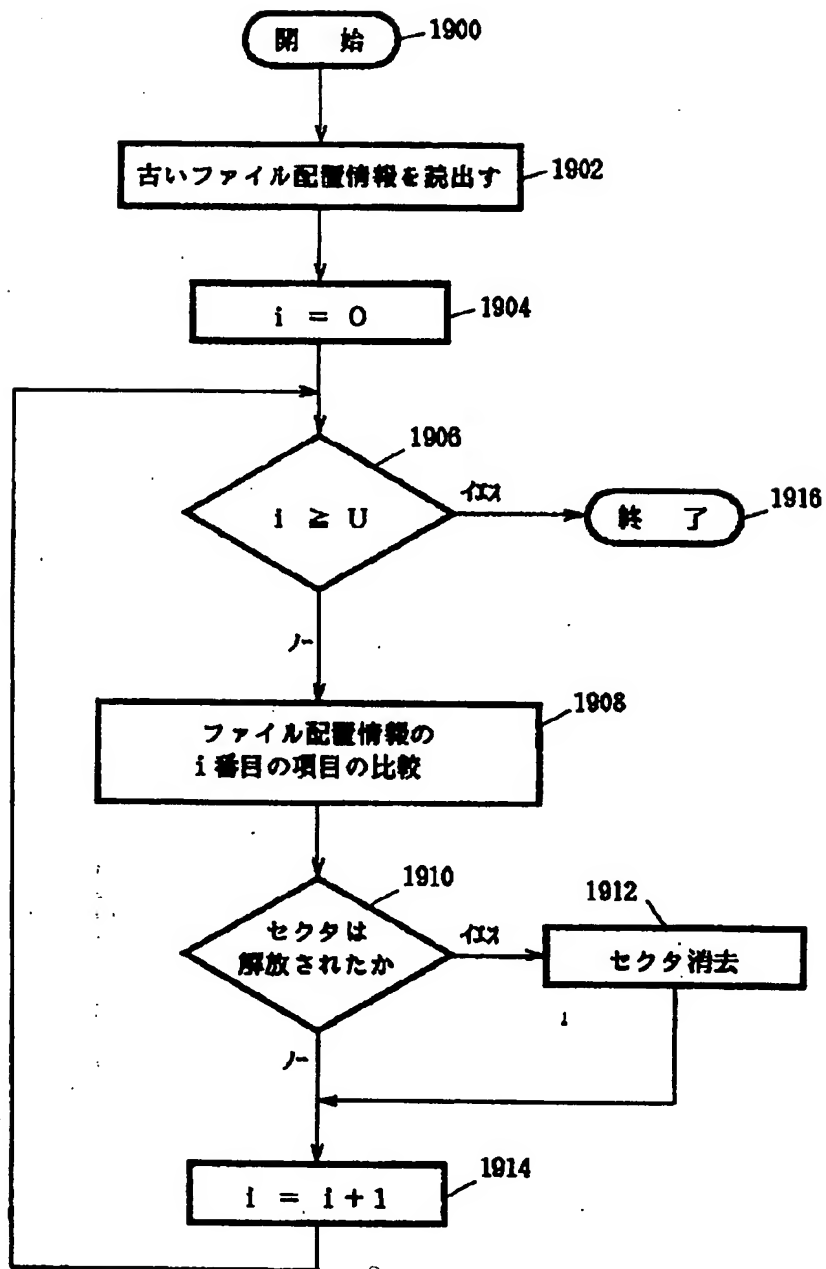 開 始
1900
古いファイル配置情報を読出す
1902
i = 0
1904
1906
i ≧ U
イエス
終 了
1916
ノー
1908
ファイル配置情報の
i番目の項目の比較
1910
セクタは
解放されたか
イエス
1912
セクタ消去
ノー
i = i+1
1914